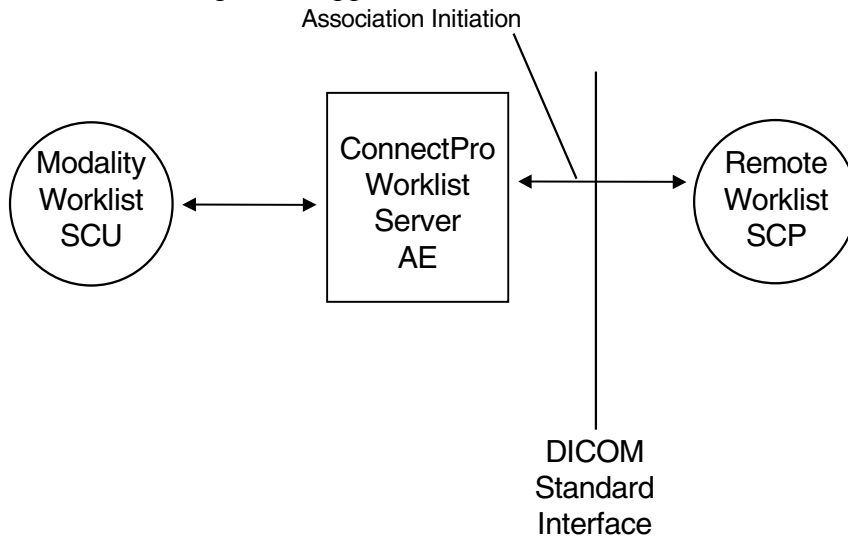 Association Initiation
Modality
Worklist
SCU
ConnectPro
Worklist
Server
AE
Remote
Worklist
SCP
DICOM
Standard
Interface